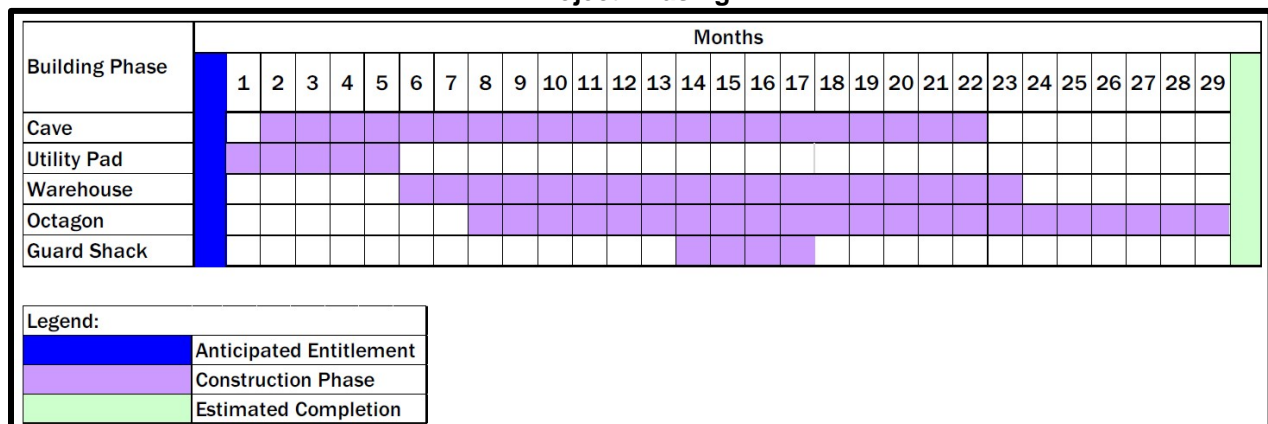 Months
Building Phase
1 2 3 4 5 6 7 8 9 10 11 12 13 14 15 16 17 18 19 20 21 22 23 24 25 26 27 28 29
Cave
Utility Pad
Warehouse
Octagon
Guard Shack
Legend:
Anticipated Entitlement
Construction Phase
Estimated Completion